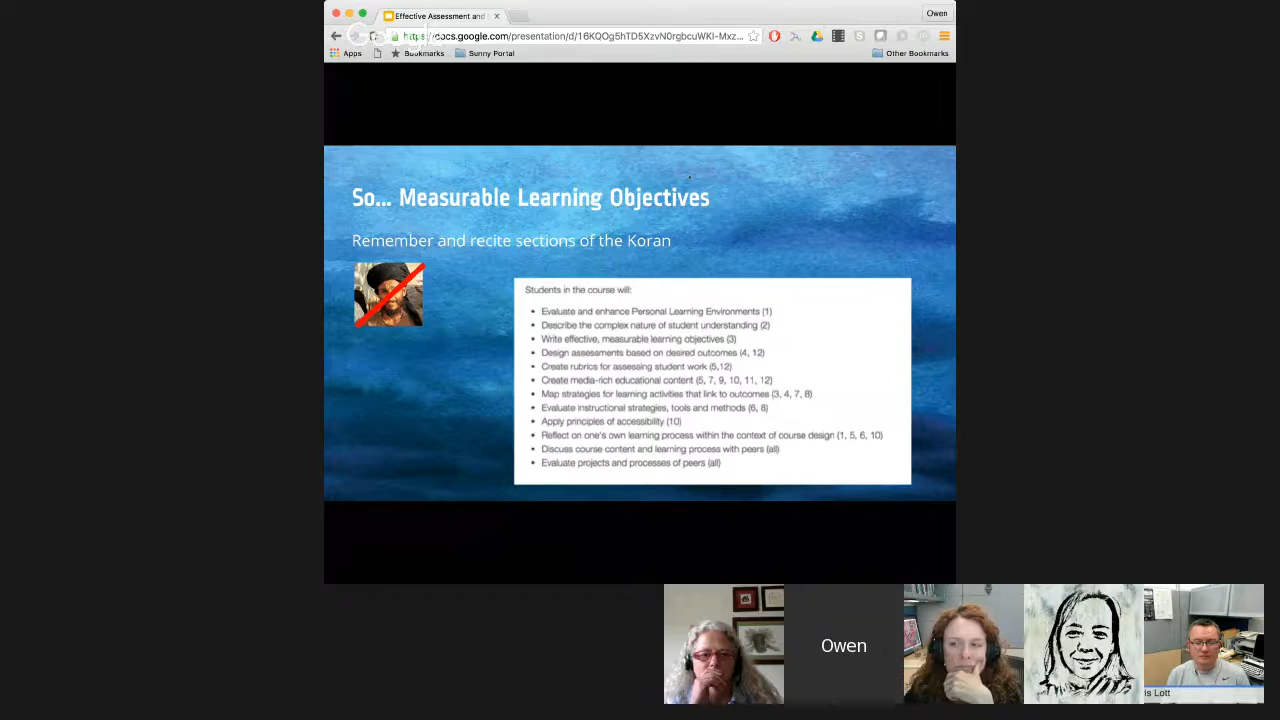 Effective Assessment and
Owen
https://docs.google.com/presentation/d/16KQOg5hTD5XzvN0rgbcuWKI-Mxz...
Apps
Bookmarks
Sunny Portal
Other Bookmarks
So... Measurable Learning Objectives
Remember and recite sections of the Koran
Students in the course will:
• Evaluate and enhance Personal Learning Environments (1)
• Describe the complex nature of student understanding (2)
• Write effective, measurable learning objectives (3)
• Design assessments based on desired outcomes (4, 12)
• Create rubrics for assessing student work (5,12)
• Create media-rich educational content (5, 7, 9, 10, 11, 12)
• Map strategies for learning activities that link to outcomes (3, 4, 7, 8)
• Evaluate instructional strategies, tools and methods (6, 8)
• Apply principles of accessibility (10)
• Reflect on one's own learning process within the context of course design (1, 5, 6, 10)
• Discuss course content and learning process with peers (all)
• Evaluate projects and processes of peers (all)
Owen
is Lott